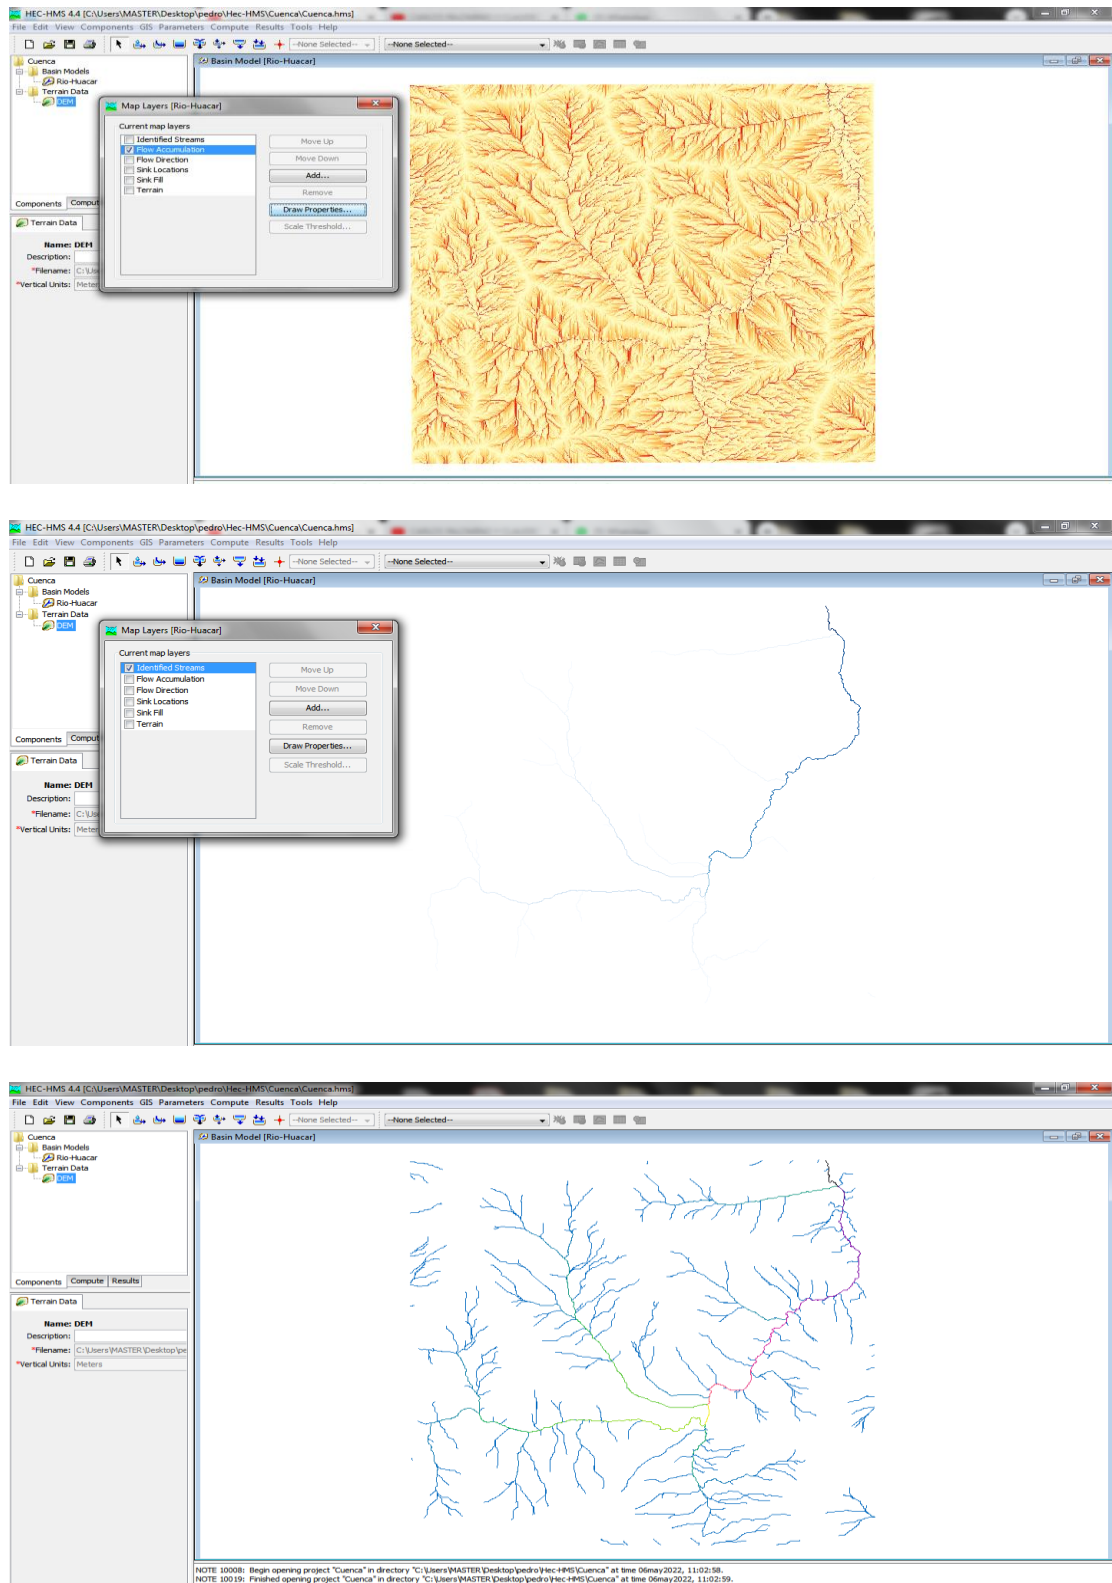 HEC-HMS 4.4 [C:\Users\MASTER\Desktop\pedro\Hec-HMS\Cuenca\Cuenca.hms]
File Edit View Components GIS Parameters Compute Results Tools Help
--None Selected-- --None Selected--
Cuenca
Basin Models
Rio-Huacar
Terrain Data
DEM
Basin Model [Rio-Huacar]
Map Layers [Rio-Huacar]
Current map layers
Identified Streams
Flow Accumulation
Flow Direction
Sink Locations
Sink Fill
Terrain
Move Up
Move Down
Add...
Remove
Draw Properties...
Scale Threshold...
Components Comput
Terrain Data
Name: DEM
Description:
*Filename: C:\Use
*Vertical Units: Meter
HEC-HMS 4.4 [C:\Users\MASTER\Desktop\pedro\Hec-HMS\Cuenca\Cuenca.hms]
File Edit View Components GIS Parameters Compute Results Tools Help
--None Selected-- --None Selected--
Cuenca
Basin Models
Rio-Huacar
Terrain Data
DEM
Basin Model [Rio-Huacar]
Map Layers [Rio-Huacar]
Current map layers
Identified Streams
Flow Accumulation
Flow Direction
Sink Locations
Sink Fill
Terrain
Move Up
Move Down
Add...
Remove
Draw Properties...
Scale Threshold...
Components Comput
Terrain Data
Name: DEM
Description:
*Filename: C:\Use
*Vertical Units: Meter
HEC-HMS 4.4 [C:\Users\MASTER\Desktop\pedro\Hec-HMS\Cuenca\Cuenca.hms]
File Edit View Components GIS Parameters Compute Results Tools Help
--None Selected-- --None Selected--
Cuenca
Basin Models
Rio-Huacar
Terrain Data
DEM
Basin Model [Rio-Huacar]
Components Compute Results
Terrain Data
Name: DEM
Description:
*Filename: C:\Users\MASTER\Desktop\pe
*Vertical Units: Meters
NOTE 10008: Begin opening project "Cuenca" in directory "C:\Users\MASTER\Desktop\pedro\Hec-HMS\Cuenca" at time 06may2022, 11:02:58.
NOTE 10019: Finished opening project "Cuenca" in directory "C:\Users\MASTER\Desktop\pedro\Hec-HMS\Cuenca" at time 06may2022, 11:02:59.